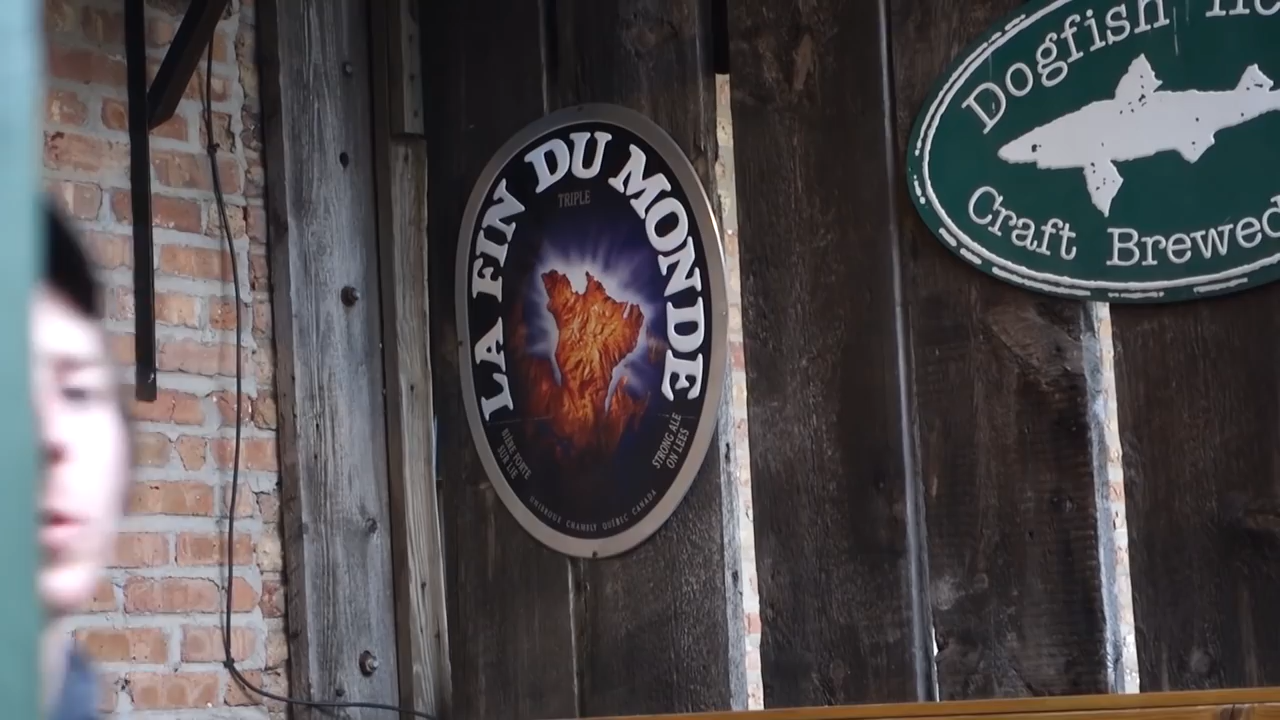 LA FIN DU MONDE
TRIPLE
BIÈRE FORTE
SUR LIE
STRONG ALE
ON LEES
UNIBROUE CHAMBLY QUÉBEC CANADA
Dogfish
Craft Brewed